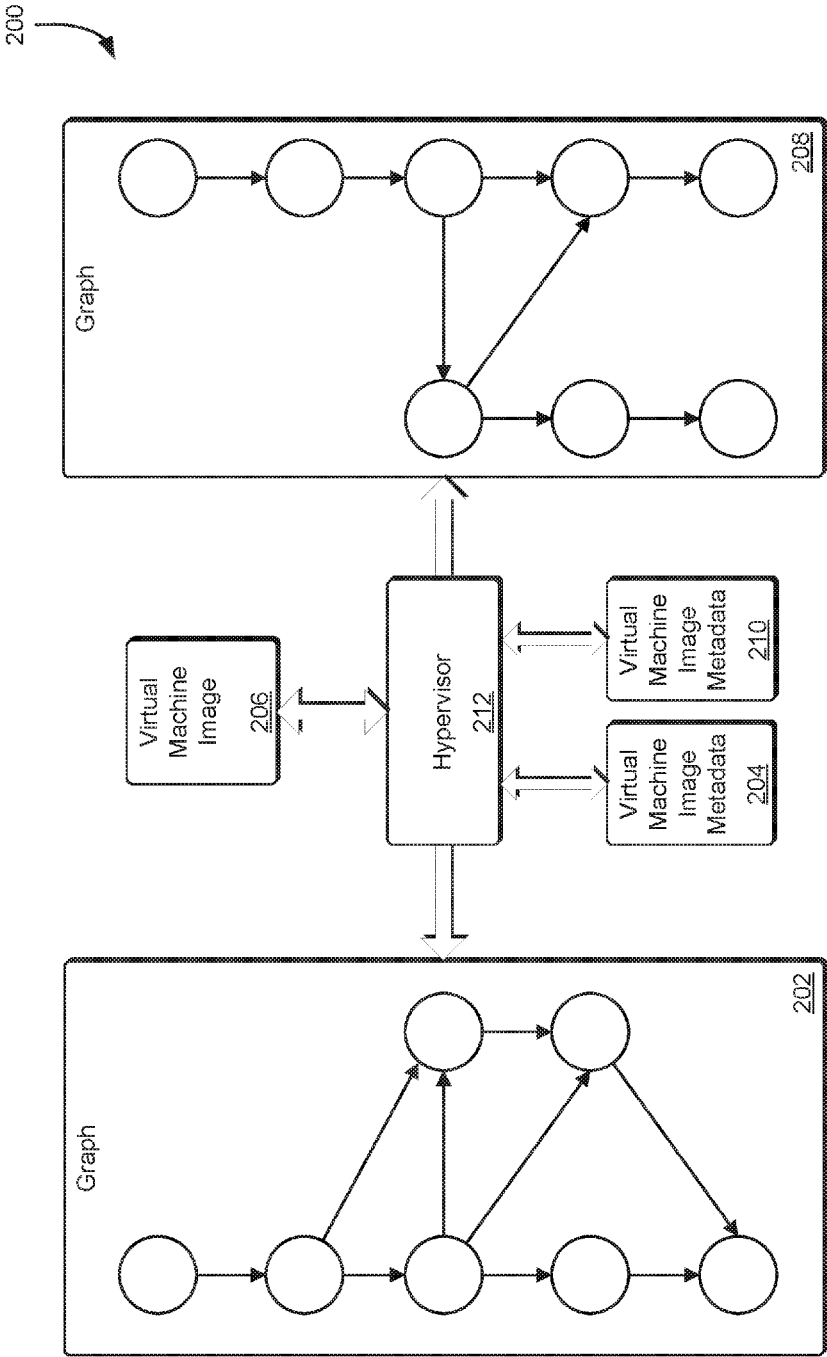 200
Graph
202
Virtual
Machine
Image
206
Hypervisor
212
Virtual
Machine
Image
Metadata
204
Virtual
Machine
Image
Metadata
210
Graph
208